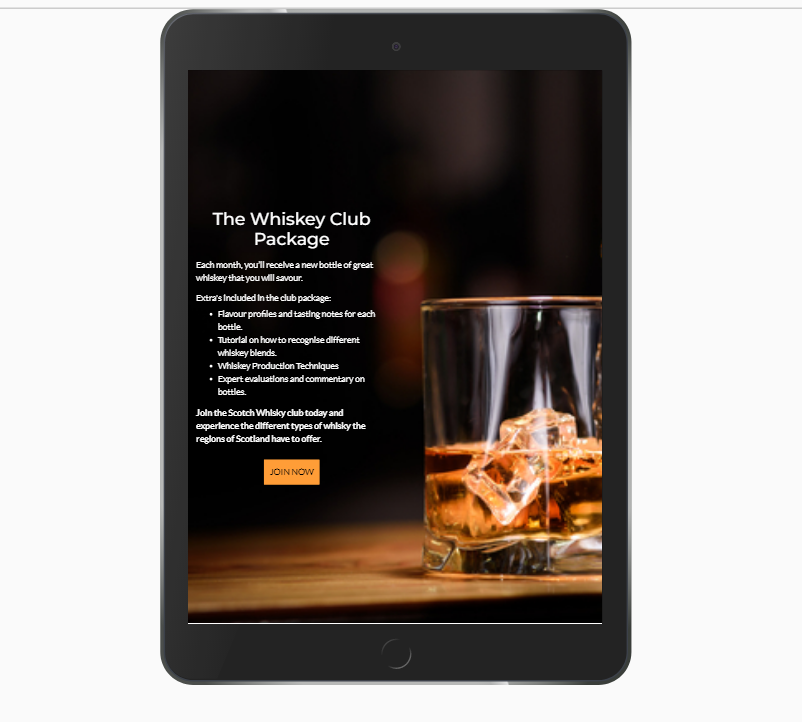 The Whiskey Club
Package
Each month, you'll receive a new bottle of great
whiskey that you will savour.
Extra's included in the club package:
• Flavour profiles and tasting notes for each
bottle.
• Tutorial on how to recognise different
whiskey blends.
• Whiskey Production Techniques
• Expert evaluations and commentary on
bottles.
Join the Scotch Whisky club today and
experience the different types of whisky the
regions of Scotland have to offer.
JOIN NOW